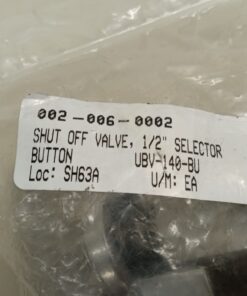 002-006-0002
SHUT OFF VALVE, 1/2" SELECTOR
BUTTON UBV-140-BU
Loc: SH63A U/M: EA